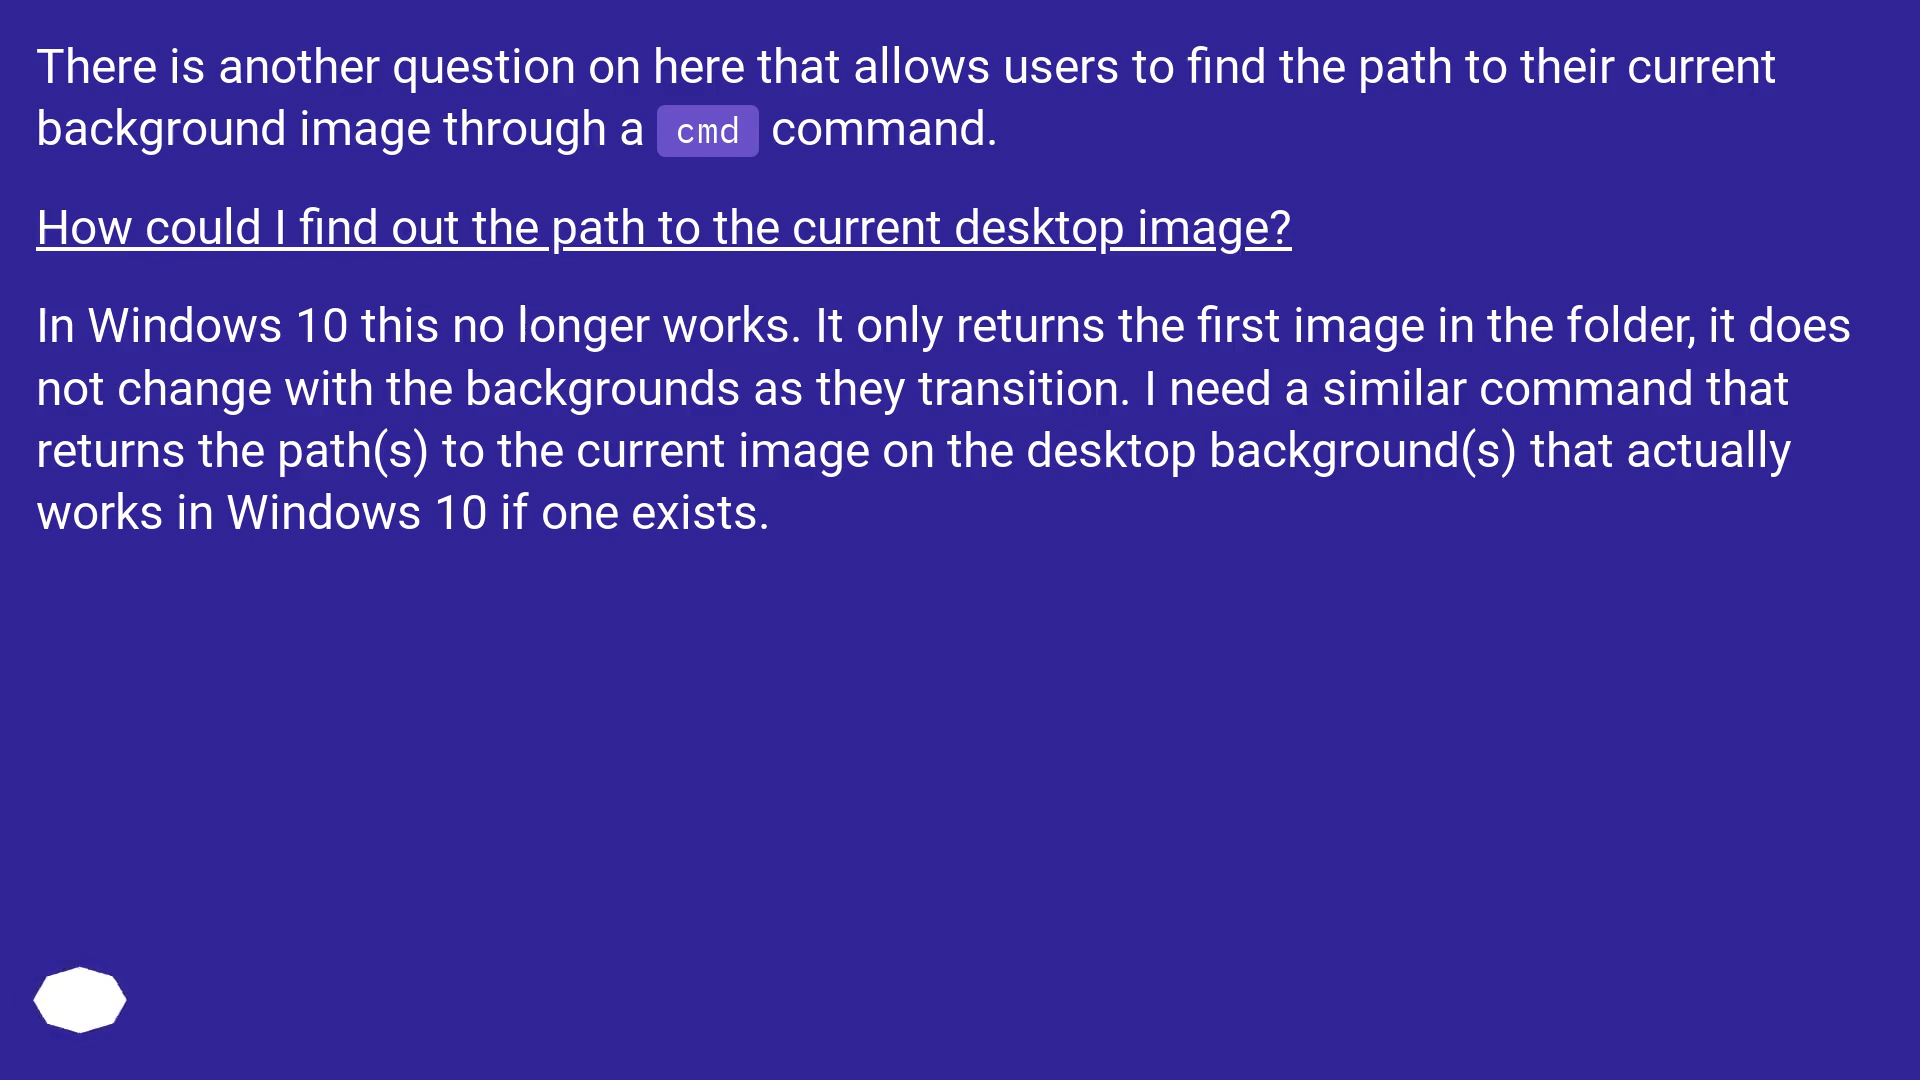 There is another question on here that allows users to find the path to their current
background image through a cmd command.
How could I find out the path to the current desktop image?
In Windows 10 this no longer works. It only returns the first image in the folder, it does
not change with the backgrounds as they transition. I need a similar command that
returns the path(s) to the current image on the desktop background(s) that actually
works in Windows 10 if one exists.